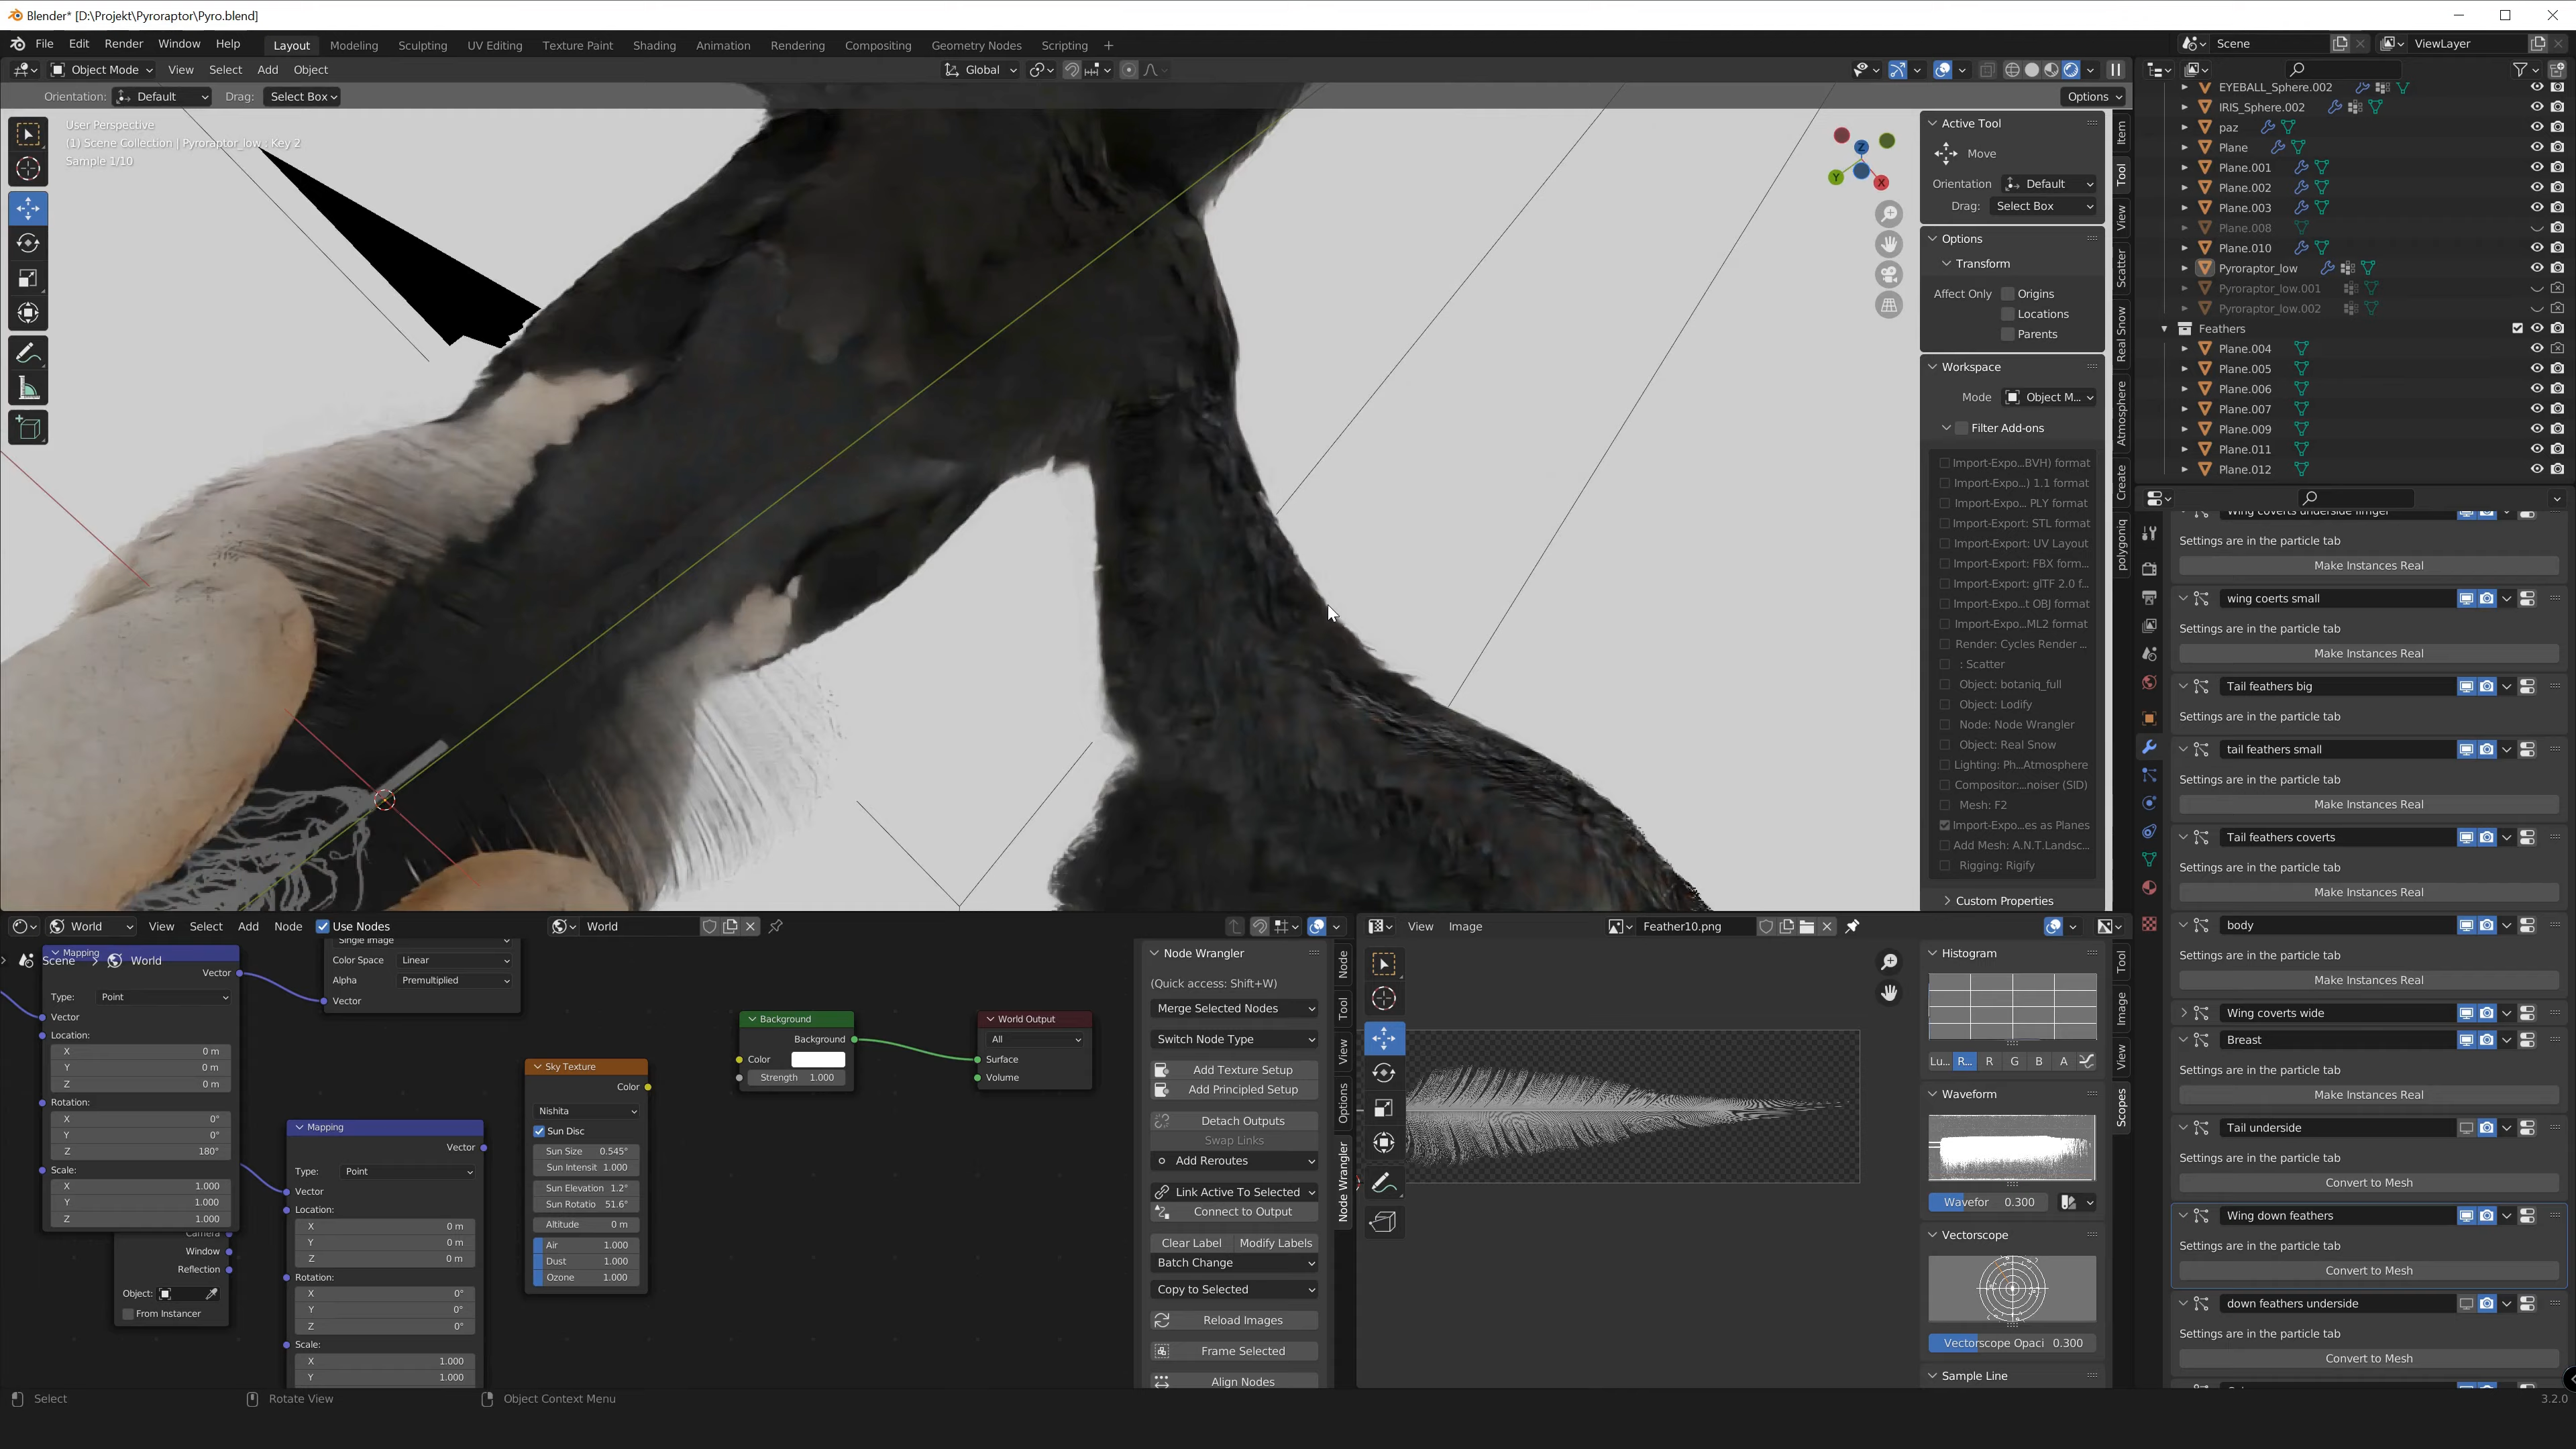 Blender* [D:\Projekt\Pyroraptor\Pyro.blend]
File Edit Render Window Help Layout Modeling Sculpting UV Editing Texture Paint Shading Animation Rendering Compositing Geometry Nodes Scripting + Scene ViewLayer
Object Mode View Select Add Object Global
Orientation: Default Drag: Select Box Options
User Perspective
(1) Scene Collection | Pyroraptor_low : Key 2
Sample 1/10
Z
Y
X
Active Tool
Move
Orientation Default
Drag: Select Box
Options
Transform
Affect Only Origins
Locations
Parents
Workspace
Mode Object M...
Filter Add-ons
Import-Expo...BVH) format
Import-Expo...) 1.1 format
Import-Expo... PLY format
Import-Export: STL format
Import-Export: UV Layout
Import-Export: FBX form...
Import-Export: glTF 2.0 f...
Import-Expo...t OBJ format
Import-Expo...ML2 format
Render: Cycles Render ...
: Scatter
Object: botaniq_full
Object: Lodify
Node: Node Wrangler
Object: Real Snow
Lighting: Ph...Atmosphere
Compositor:...noiser (SID)
Mesh: F2
Import-Expo...es as Planes
Add Mesh: A.N.T.Landsc...
Rigging: Rigify
Custom Properties
Item
Tool
View
Scatter
Real Snow
Atmosphere
Create
polygoniq
EYEBALL_Sphere.002
IRIS_Sphere.002
paz
Plane
Plane.001
Plane.002
Plane.003
Plane.008
Plane.010
Pyroraptor_low
Pyroraptor_low.001
Pyroraptor_low.002
Feathers
Plane.004
Plane.005
Plane.006
Plane.007
Plane.009
Plane.011
Plane.012
Settings are in the particle tab
Make Instances Real
wing coerts small
Settings are in the particle tab
Make Instances Real
Tail feathers big
Settings are in the particle tab
tail feathers small
Settings are in the particle tab
Make Instances Real
Tail feathers coverts
Settings are in the particle tab
Make Instances Real
body
Settings are in the particle tab
Make Instances Real
Wing coverts wide
Breast
Settings are in the particle tab
Make Instances Real
Tail underside
Settings are in the particle tab
Convert to Mesh
Wing down feathers
Settings are in the particle tab
Convert to Mesh
down feathers underside
Settings are in the particle tab
Convert to Mesh
World View Select Add Node Use Nodes World
Scene > World
Mapping
Vector
Type: Point
Vector
Location:
X 0 m
Y 0 m
Z 0 m
Rotation:
X 0°
Y 0°
Z 180°
Scale:
X 1.000
Y 1.000
Z 1.000
Camera
Window
Reflection
Object:
From Instancer
Single Image
Color Space Linear
Alpha Premultiplied
Vector
Mapping
Vector
Type: Point
Vector
Location:
X 0 m
Y 0 m
Z 0 m
Rotation:
X 0°
Y 0°
Z 0°
Scale:
X 1.000
Y 1.000
Sky Texture
Color
Nishita
Sun Disc
Sun Size 0.545°
Sun Intensit 1.000
Sun Elevation 1.2°
Sun Rotatio 51.6°
Altitude 0 m
Air 1.000
Dust 1.000
Ozone 1.000
Background
Background
Color
Strength 1.000
World Output
All
Surface
Volume
Node Wrangler
(Quick access: Shift+W)
Merge Selected Nodes
Switch Node Type
Add Texture Setup
Add Principled Setup
Detach Outputs
Swap Links
Add Reroutes
Link Active To Selected
Connect to Output
Clear Label Modify Labels
Batch Change
Copy to Selected
Reload Images
Frame Selected
Align Nodes
Node
Tool
View
Options
Node Wrangler
View Image Feather10.png
Histogram
Lu... R... R G B A
Waveform
Wavefor 0.300
Vectorscope
Vectorscope Opaci 0.300
Sample Line
Tool
Image
View
Scopes
Select Rotate View Object Context Menu 3.2.0